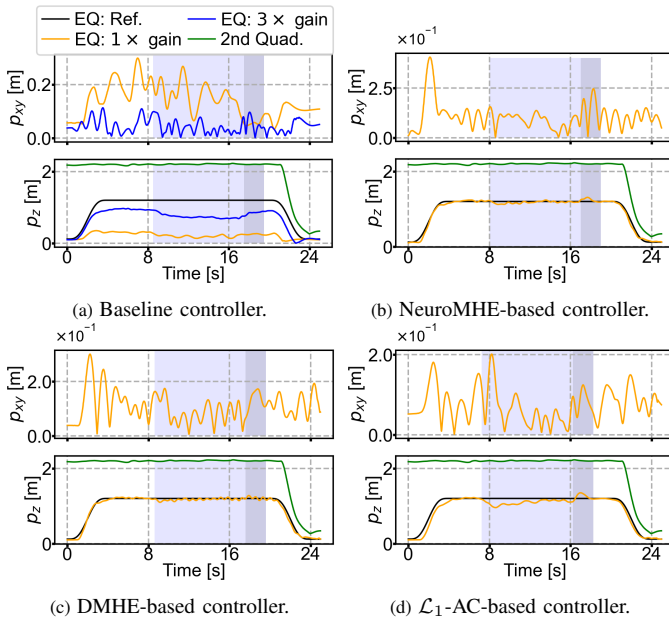 EQ: Ref.
EQ: 3 × gain
EQ: 1 × gain
2nd Quad.
×10⁻¹
p_xy [m]
0.2
0.0
p_xy [m]
2.5
0.0
p_z [m]
2
0
p_z [m]
2
0
0 8 16 24
0 8 16 24
Time [s]
Time [s]
(a) Baseline controller.
(b) NeuroMHE-based controller.
×10⁻¹
×10⁻¹
p_xy [m]
2.0
0.0
p_xy [m]
2.0
0.0
p_z [m]
2
0
p_z [m]
2
0
0 8 16 24
0 8 16 24
Time [s]
Time [s]
(c) DMHE-based controller.
(d) ℒ₁-AC-based controller.